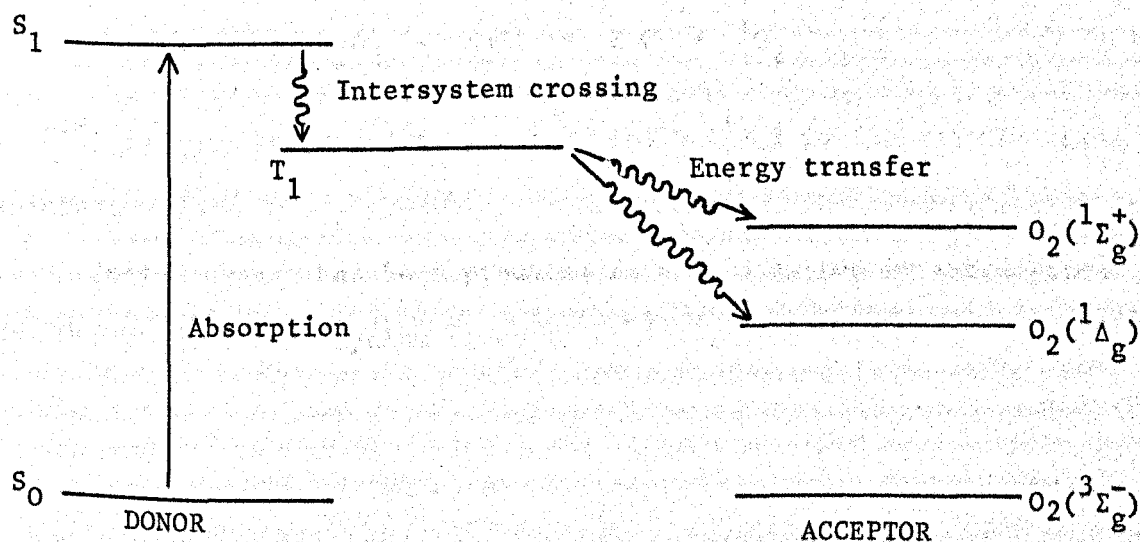 S₁
Intersystem crossing
T₁
Energy transfer
O₂(¹Σg⁺)
Absorption
O₂(¹Δg)
S₀
O₂(³Σg⁻)
DONOR
ACCEPTOR